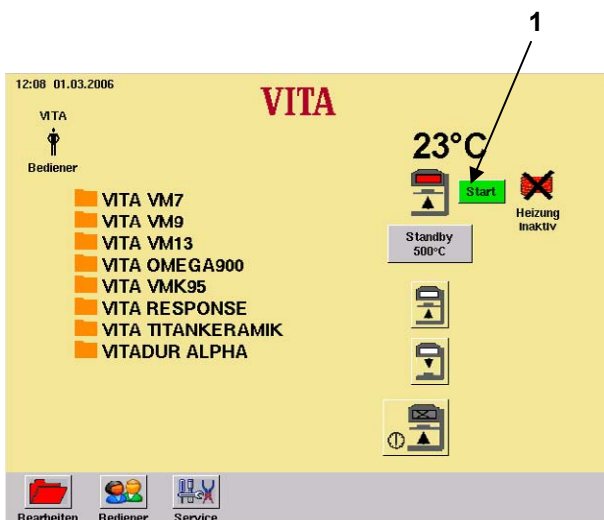 1
12:08 01.03.2006
VITA
VITA
Bediener
23°C
Start
Heizung
inaktiv
Standby
500°C
VITA VM7
VITA VM9
VITA VM13
VITA OMEGA900
VITA VMK95
VITA RESPONSE
VITA TITANKERAMIK
VITADUR ALPHA
Bearbeiten
Bediener
Service